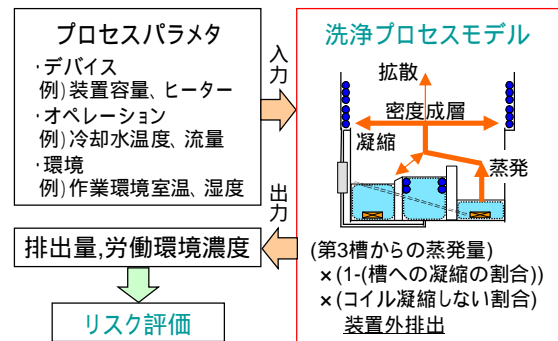 プロセスパラメタ
・デバイス
例)装置容量、ヒーター
・オペレーション
例)冷却水温度、流量
・環境
例)作業環境室温、湿度
入力
洗浄プロセスモデル
拡散
密度成層
凝縮
蒸発
出力
排出量,労働環境濃度
(第3槽からの蒸発量)
×(1-(槽への凝縮の割合))
×(コイル凝縮しない割合)
装置外排出
リスク評価